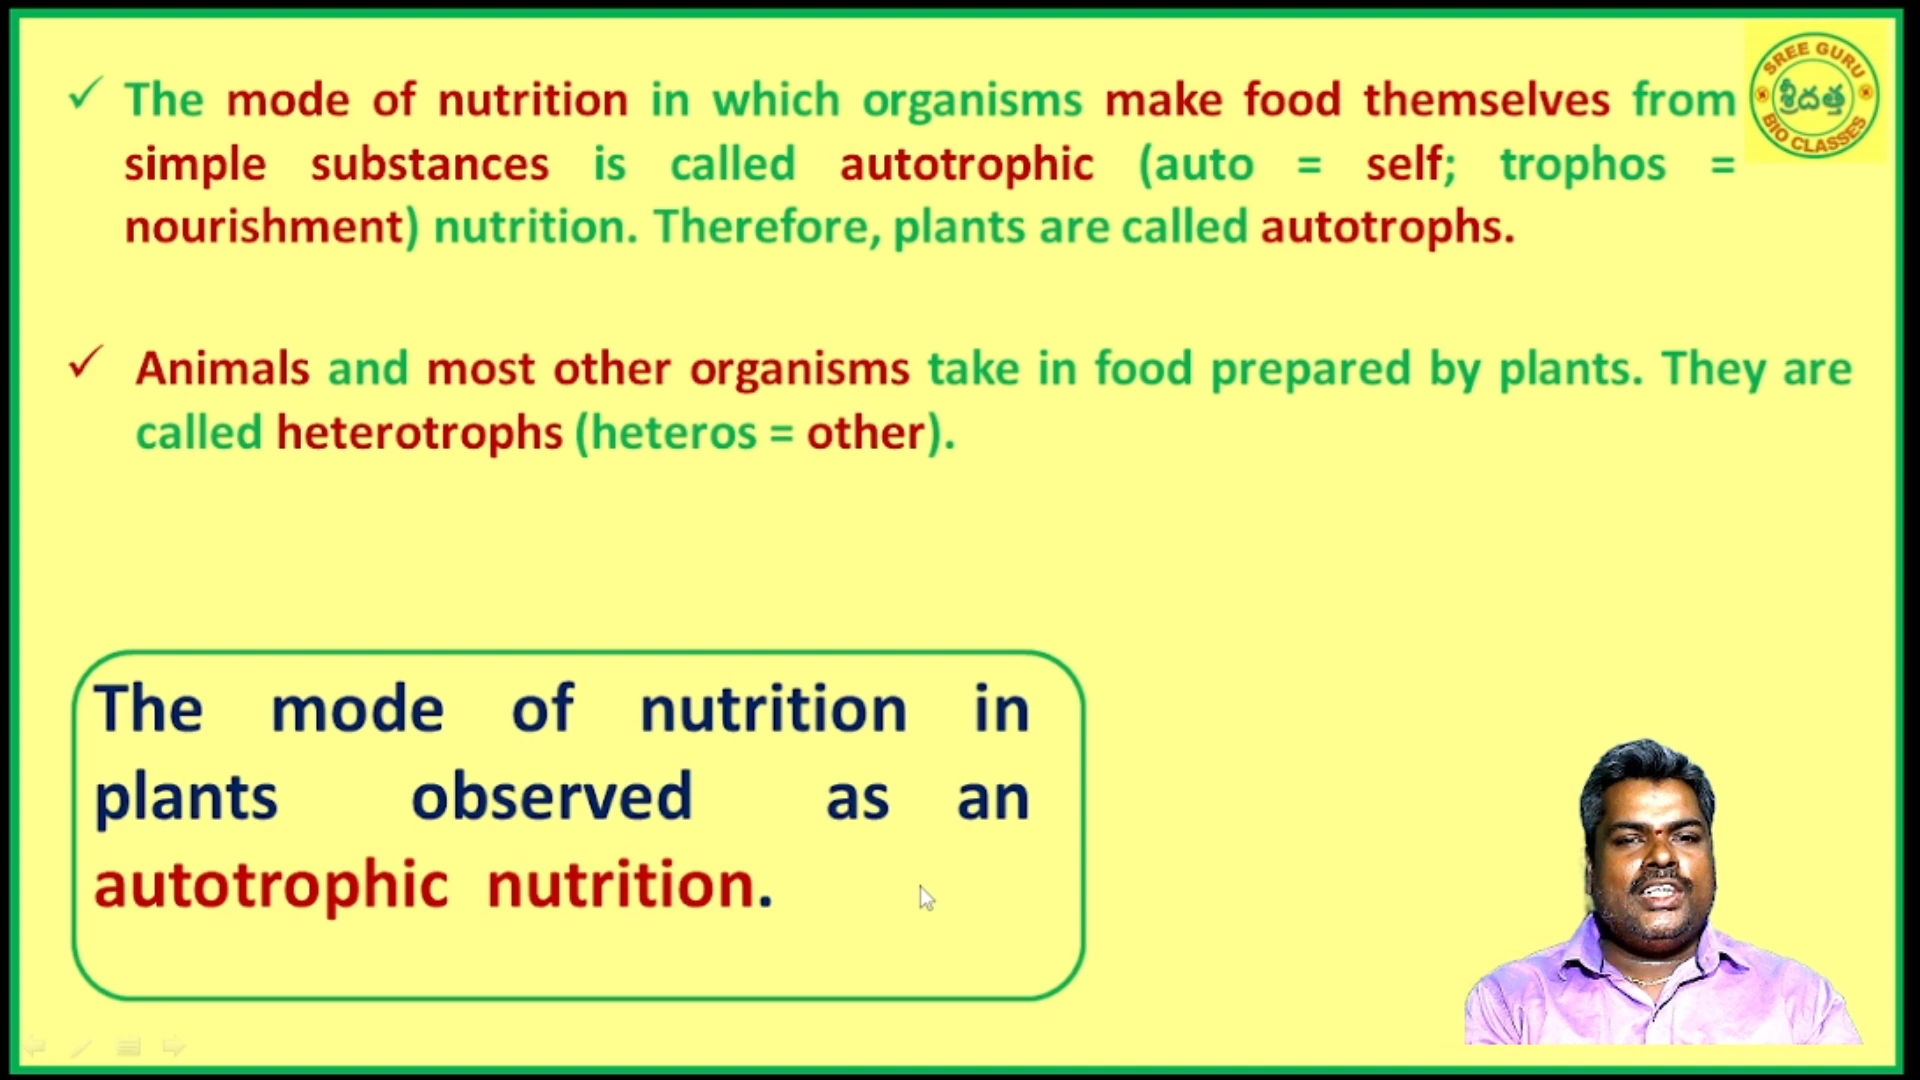 ✓ The mode of nutrition in which organisms make food themselves from
simple substances is called autotrophic (auto = self; trophos =
nourishment) nutrition. Therefore, plants are called autotrophs.
SREE GURU
శ్రీదత్త
BIO CLASSES
✓ Animals and most other organisms take in food prepared by plants. They are
called heterotrophs (heteros = other).
The mode of nutrition in
plants observed as an
autotrophic nutrition.